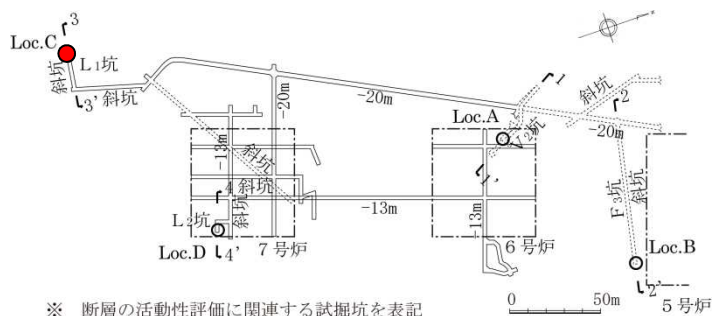 3
Loc.C
L₁坑
斜坑
3' 斜坑
-20m
-20m
1
斜坑
2
Loc.A
V₂坑
-20m
1'
-13m
斜坑
4 斜坑
斜坑
-13m
-13m
F₃坑
斜坑
L₂坑
Loc.D
4'
7号炉
6号炉
Loc.B
2'
5号炉
※ 断層の活動性評価に関連する試掘坑を表記
0 50m